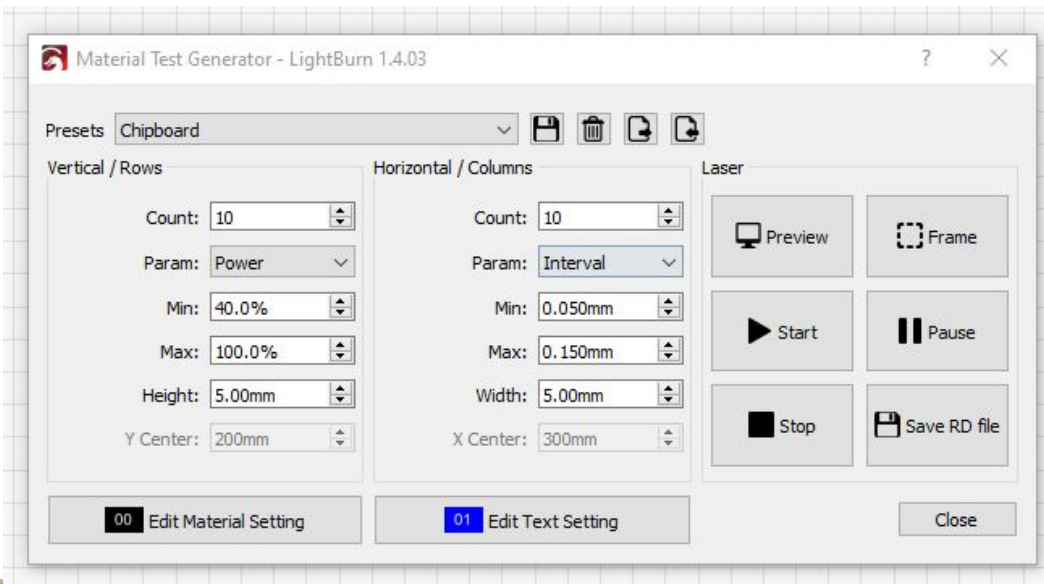 Material Test Generator - LightBurn 1.4.03 ?
Presets Chipboard
Vertical / Rows
Count: 10
Param: Power
Min: 40.0%
Max: 100.0%
Height: 5.00mm
Y Center: 200mm
Horizontal / Columns
Count: 10
Param: Interval
Min: 0.050mm
Max: 0.150mm
Width: 5.00mm
X Center: 300mm
Laser
Preview
Frame
Start
Pause
Stop
Save RD file
00 Edit Material Setting
01 Edit Text Setting
Close